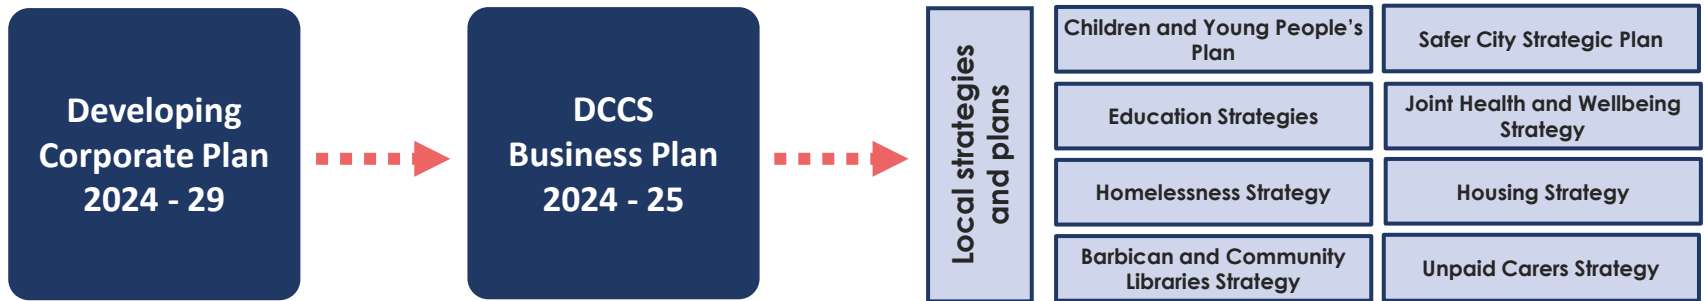 Developing
Corporate Plan
2024 - 29
DCCS
Business Plan
2024 - 25
Local strategies
and plans
Children and Young People’s
Plan
Safer City Strategic Plan
Education Strategies
Joint Health and Wellbeing
Strategy
Homelessness Strategy
Housing Strategy
Barbican and Community
Libraries Strategy
Unpaid Carers Strategy